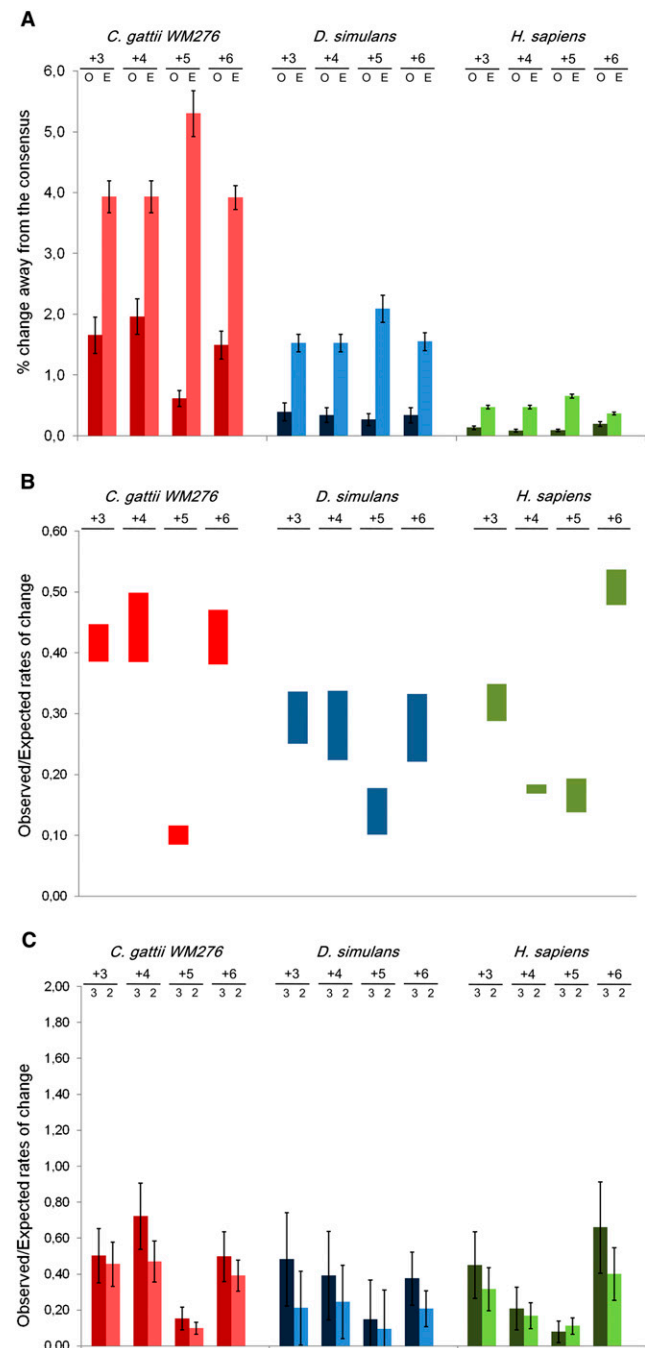 A
C. gattii WM276 D. simulans H. sapiens
+3 +4 +5 +6 +3 +4 +5 +6 +3 +4 +5 +6
O E O E O E O E O E O E O E O E O E O E O E O E
% change away from the consensus
6,0
5,0
4,0
3,0
2,0
1,0
0,0
B
C. gattii WM276 D. simulans H. sapiens
+3 +4 +5 +6 +3 +4 +5 +6 +3 +4 +5 +6
Observed/Expected rates of change
0,60
0,50
0,40
0,30
0,20
0,10
0,00
C
C. gattii WM276 D. simulans H. sapiens
+3 +4 +5 +6 +3 +4 +5 +6 +3 +4 +5 +6
3 2 3 2 3 2 3 2 3 2 3 2 3 2 3 2 3 2 3 2 3 2 3 2
Observed/Expected rates of change
2,00
1,80
1,60
1,40
1,20
1,00
0,80
0,60
0,40
0,20
0,00